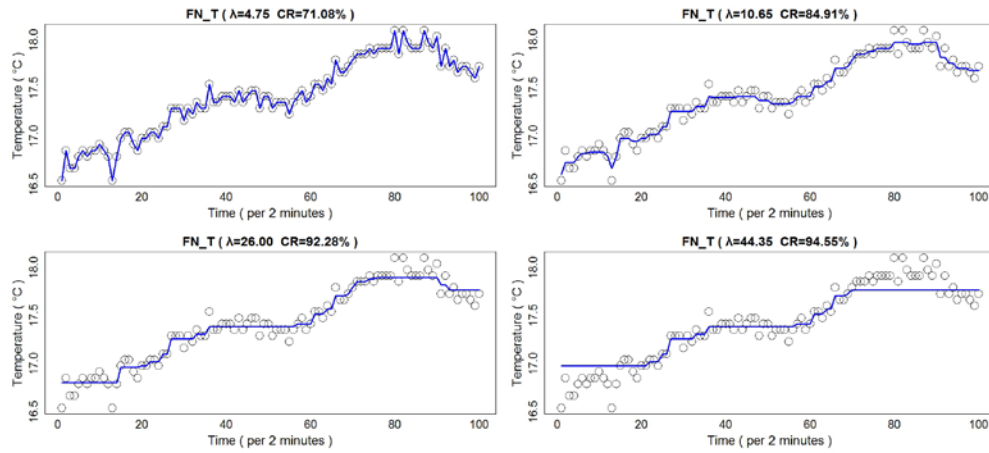 FN_T ( λ=4.75 CR=71.08% )
Temperature ( °C )
16.5 17.0 17.5 18.0
0 20 40 60 80 100
Time ( per 2 minutes )
FN_T ( λ=10.65 CR=84.91% )
Temperature ( °C )
16.5 17.0 17.5 18.0
0 20 40 60 80 100
Time ( per 2 minutes )
FN_T ( λ=26.00 CR=92.28% )
Temperature ( °C )
16.5 17.0 17.5 18.0
0 20 40 60 80 100
Time ( per 2 minutes )
FN_T ( λ=44.35 CR=94.55% )
Temperature ( °C )
16.5 17.0 17.5 18.0
0 20 40 60 80 100
Time ( per 2 minutes )